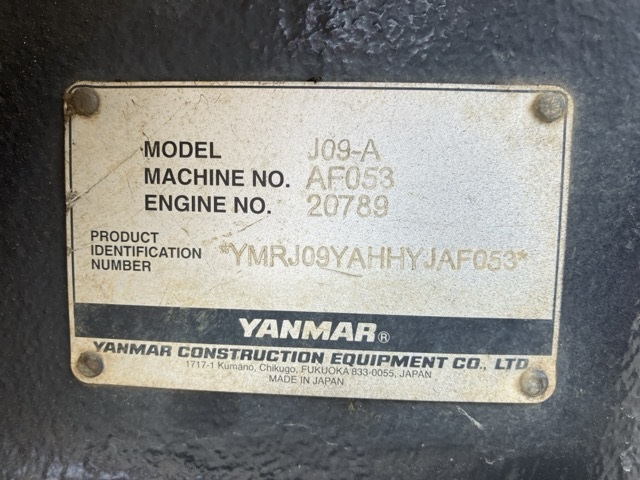 MODEL J09-A
MACHINE NO. AF053
ENGINE NO. 20789
PRODUCT
IDENTIFICATION *YMRJ09YAHHYJAF053*
NUMBER
YANMAR®
YANMAR CONSTRUCTION EQUIPMENT CO., LTD
1717-1 Kumano, Chikugo, FUKUOKA 833-0055, JAPAN
MADE IN JAPAN